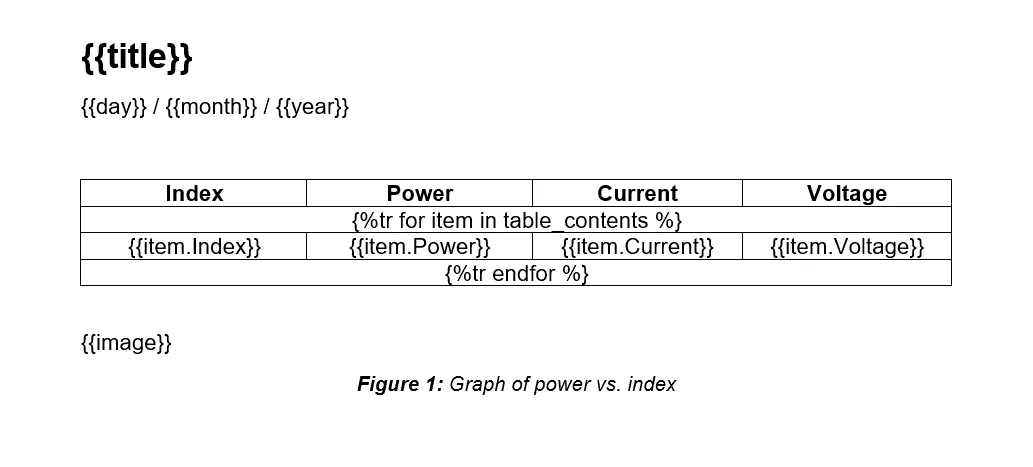 {{title}}
{{day}} / {{month}} / {{year}}
Index Power Current Voltage
{%tr for item in table_contents %}
{{item.Index}} {{item.Power}} {{item.Current}} {{item.Voltage}}
{%tr endfor %}
{{image}}
Figure 1: Graph of power vs. index